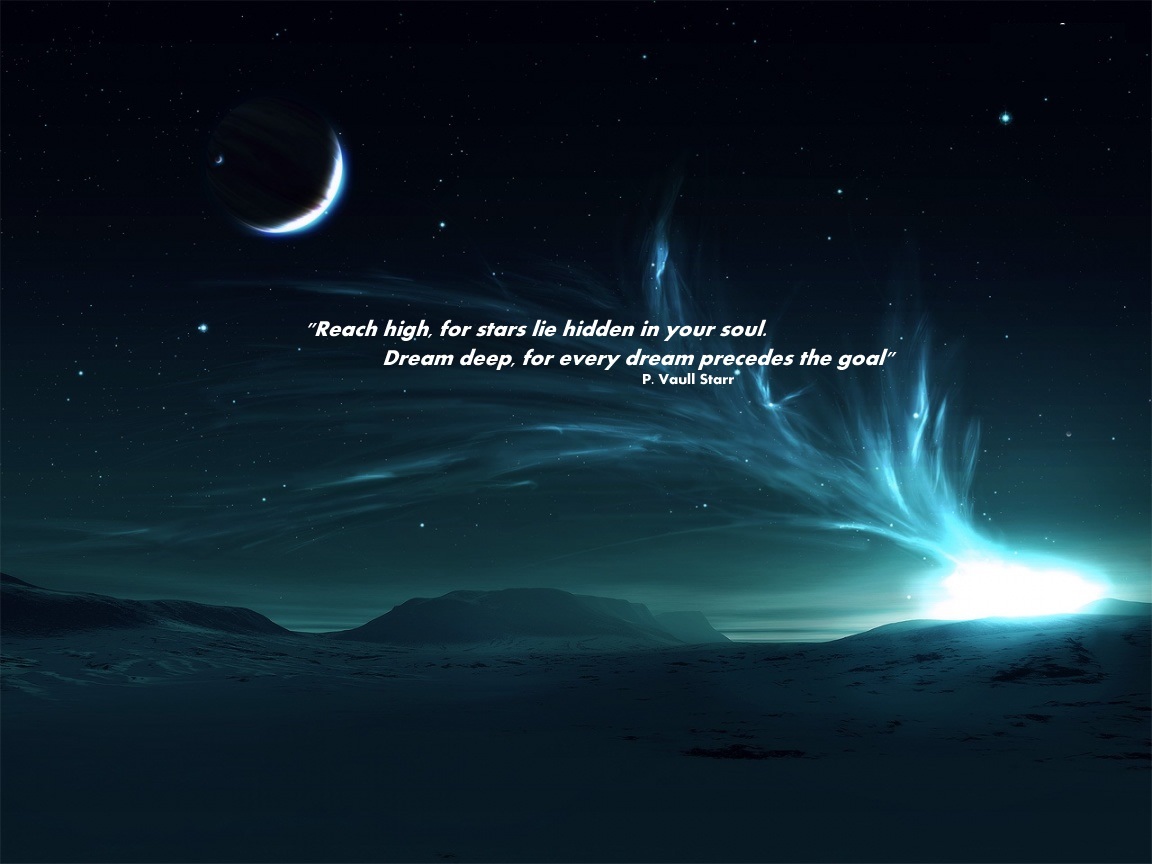 "Reach high, for stars lie hidden in your soul.
Dream deep, for every dream precedes the goal"
P. Vaull Starr